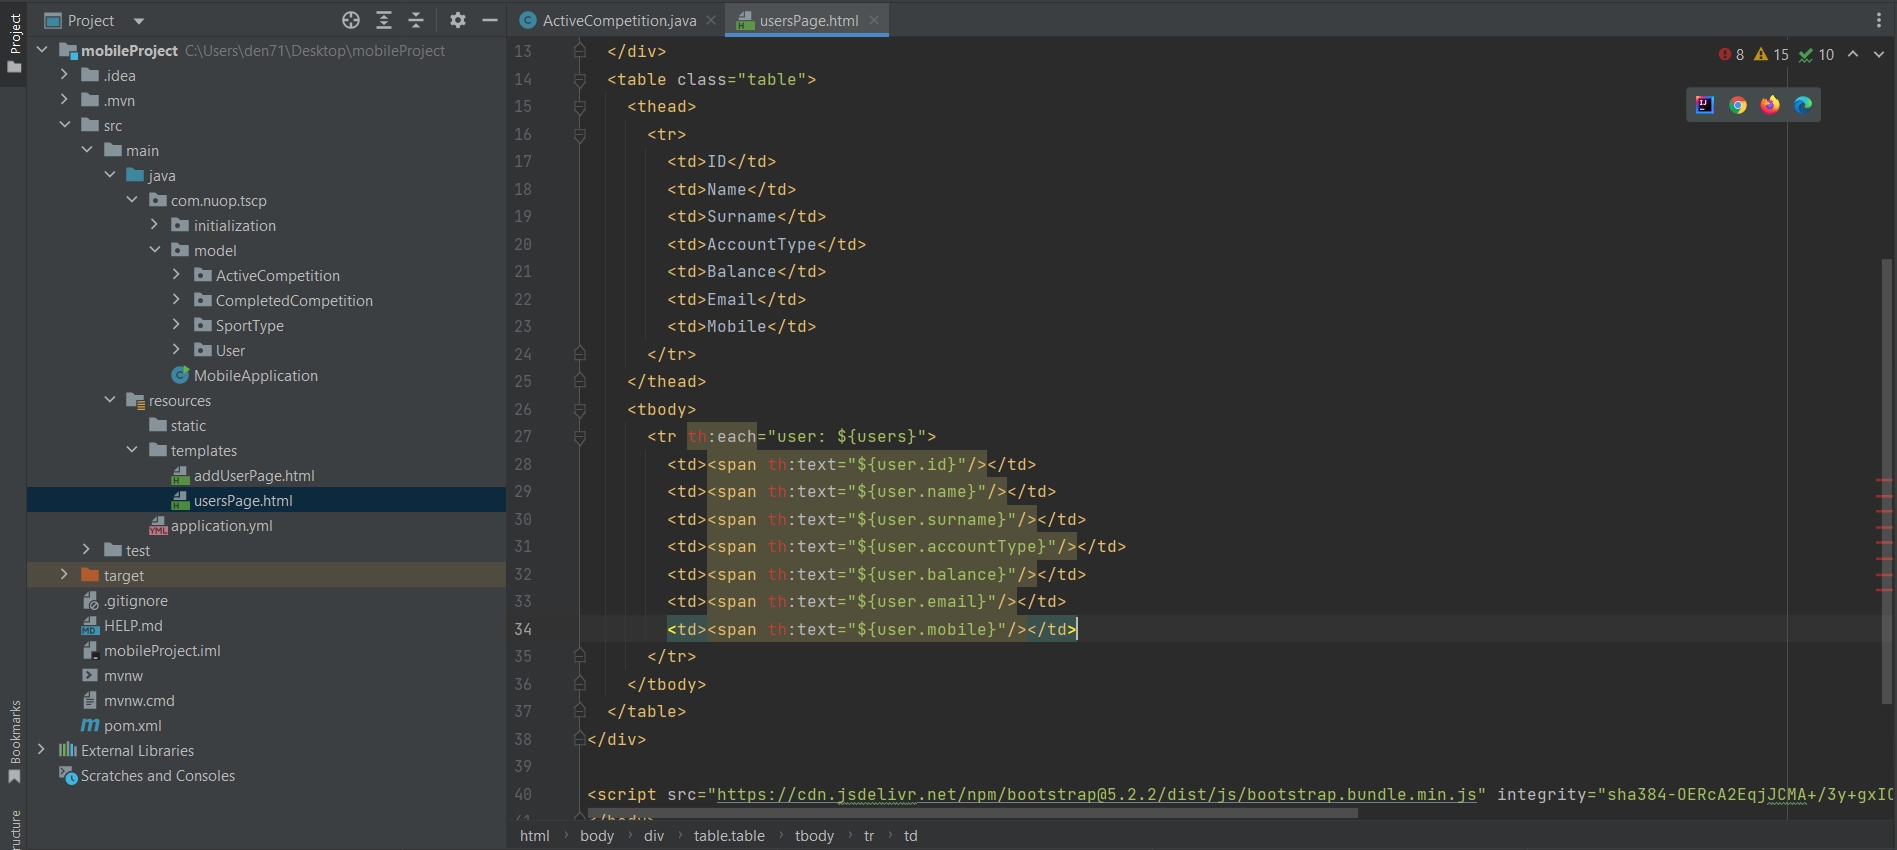 Project
Project
mobileProject C:\Users\den71\Desktop\mobileProject
.idea
.mvn
src
main
java
com.nuop.tscp
initialization
model
ActiveCompetition
CompletedCompetition
SportType
User
MobileApplication
resources
static
templates
addUserPage.html
usersPage.html
application.yml
test
target
.gitignore
HELP.md
mobileProject.iml
mvnw
mvnw.cmd
pom.xml
External Libraries
Scratches and Consoles
Bookmarks
ActiveCompetition.java
usersPage.html
8 15 10
13 </div>
14 <table class="table">
15 <thead>
16 <tr>
17 <td>ID</td>
18 <td>Name</td>
19 <td>Surname</td>
20 <td>AccountType</td>
21 <td>Balance</td>
22 <td>Email</td>
23 <td>Mobile</td>
24 </tr>
25 </thead>
26 <tbody>
27 <tr th:each="user: ${users}">
28 <td><span th:text="${user.id}"/></td>
29 <td><span th:text="${user.name}"/></td>
30 <td><span th:text="${user.surname}"/></td>
31 <td><span th:text="${user.accountType}"/></td>
32 <td><span th:text="${user.balance}"/></td>
33 <td><span th:text="${user.email}"/></td>
34 <td><span th:text="${user.mobile}"/></td>
35 </tr>
36 </tbody>
37 </table>
38 </div>
39
40 <script src="https://cdn.jsdelivr.net/npm/bootstrap@5.2.2/dist/js/bootstrap.bundle.min.js" integrity="sha384-OERcA2EqjJCMA+/3y+gxIO
html body div table.table tbody tr td